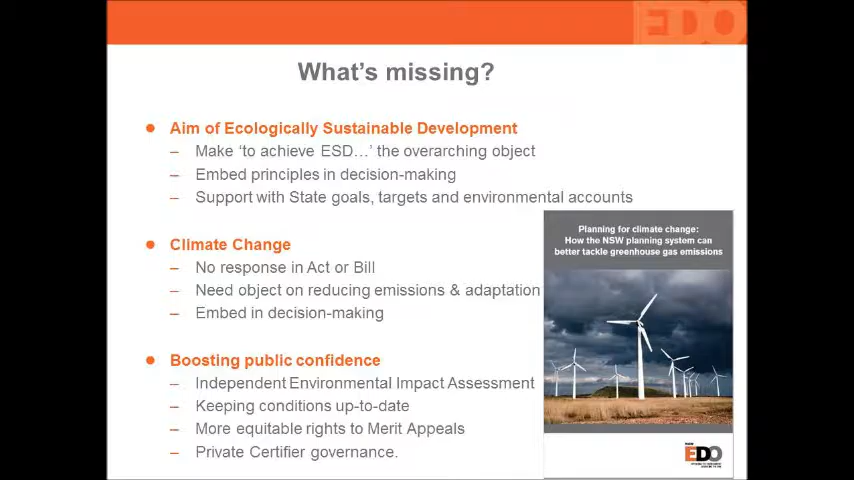 EDO
What's missing?
● Aim of Ecologically Sustainable Development
– Make 'to achieve ESD…' the overarching object
– Embed principles in decision-making
– Support with State goals, targets and environmental accounts
● Climate Change
– No response in Act or Bill
– Need object on reducing emissions & adaptation
– Embed in decision-making
● Boosting public confidence
– Independent Environmental Impact Assessment
– Keeping conditions up-to-date
– More equitable rights to Merit Appeals
– Private Certifier governance.
Planning for climate change:
How the NSW planning system can
better tackle greenhouse gas emissions
EDO